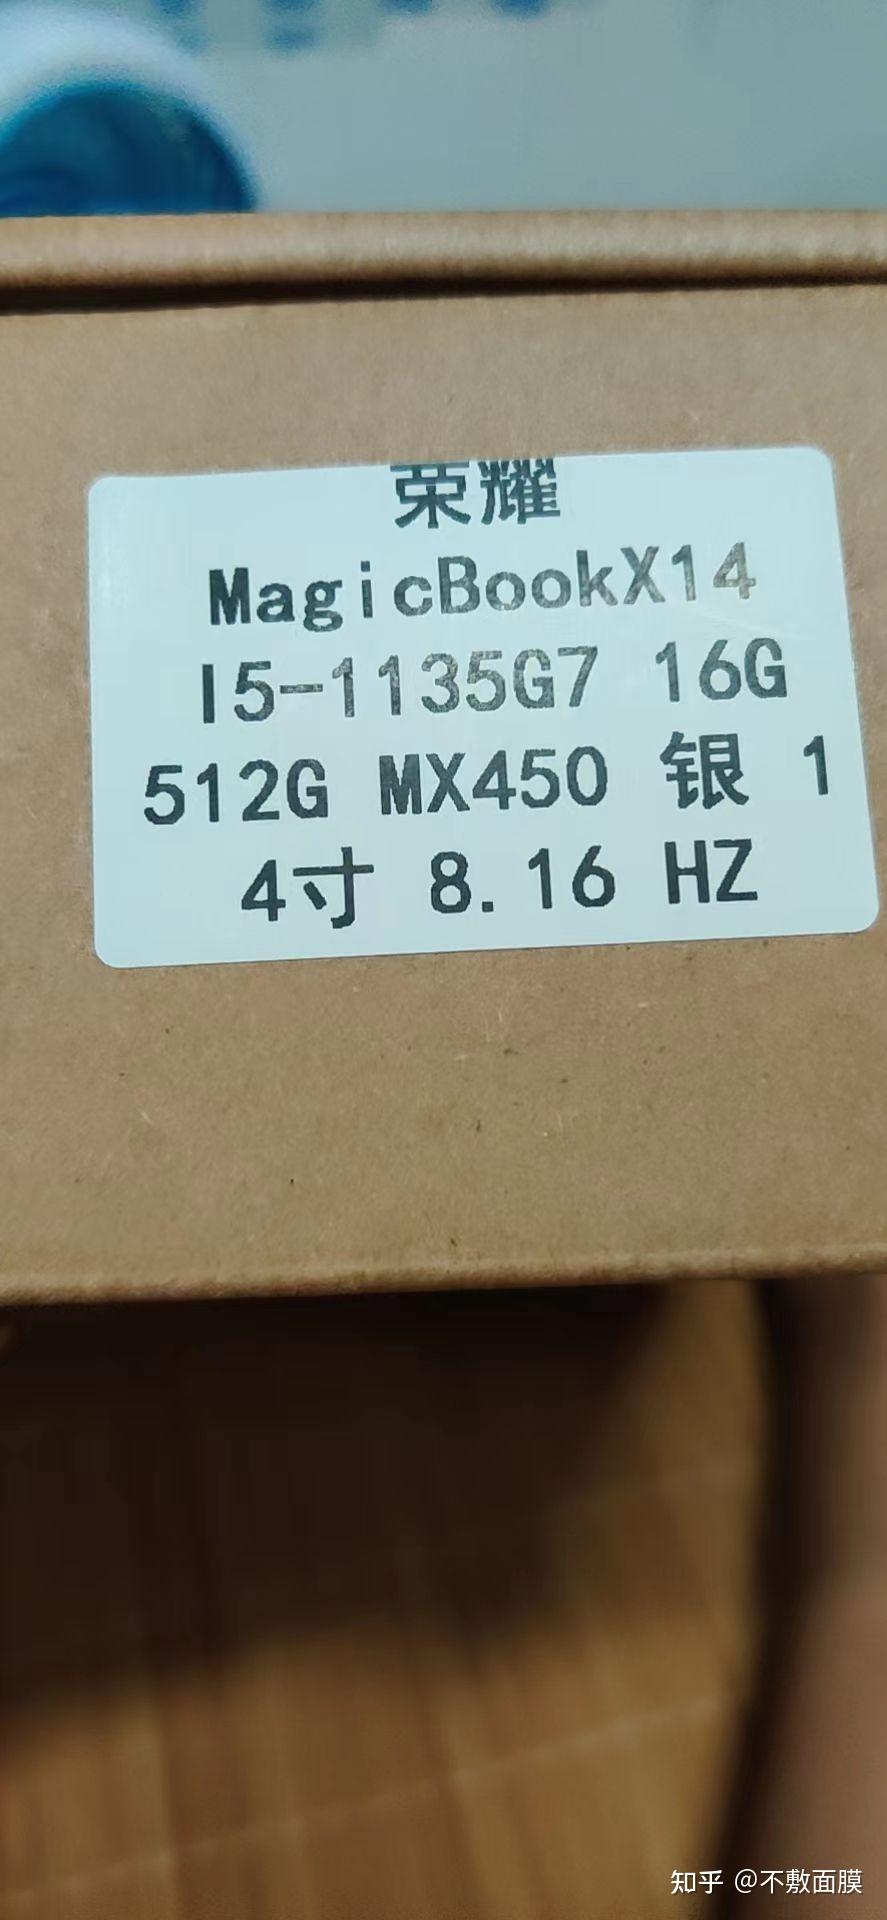 荣耀
MagicBookX14
I5-1135G7 16G
512G MX450 银 1
4寸 8.16 HZ
知乎 @不敷面膜